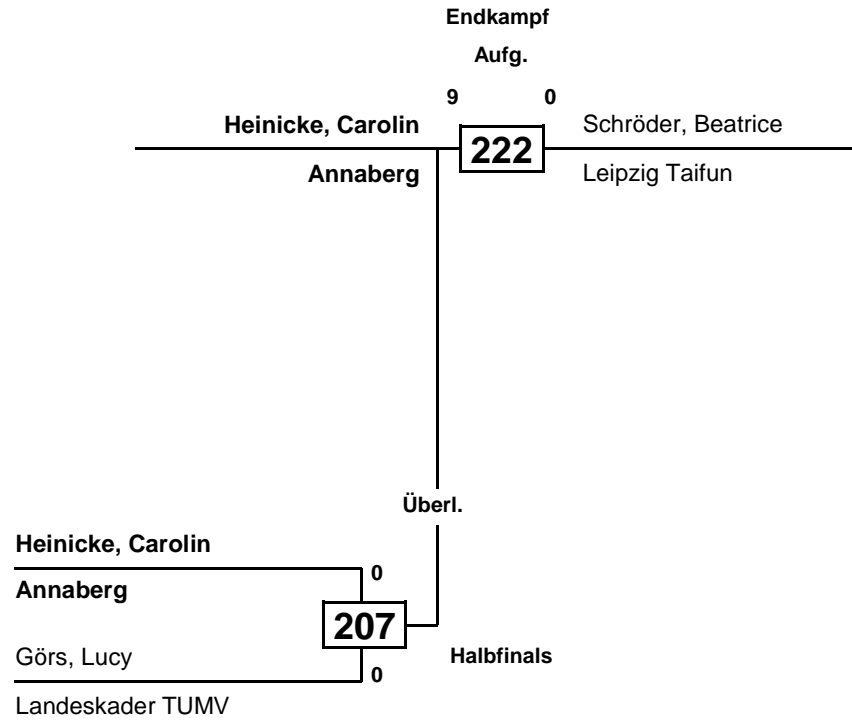 Endkampf
Aufg.
9 0
Heinicke, Carolin 222 Schröder, Beatrice
Annaberg Leipzig Taifun
Überl.
Heinicke, Carolin
0
Annaberg
207
Görs, Lucy Halbfinals
0
Landeskader TUMV